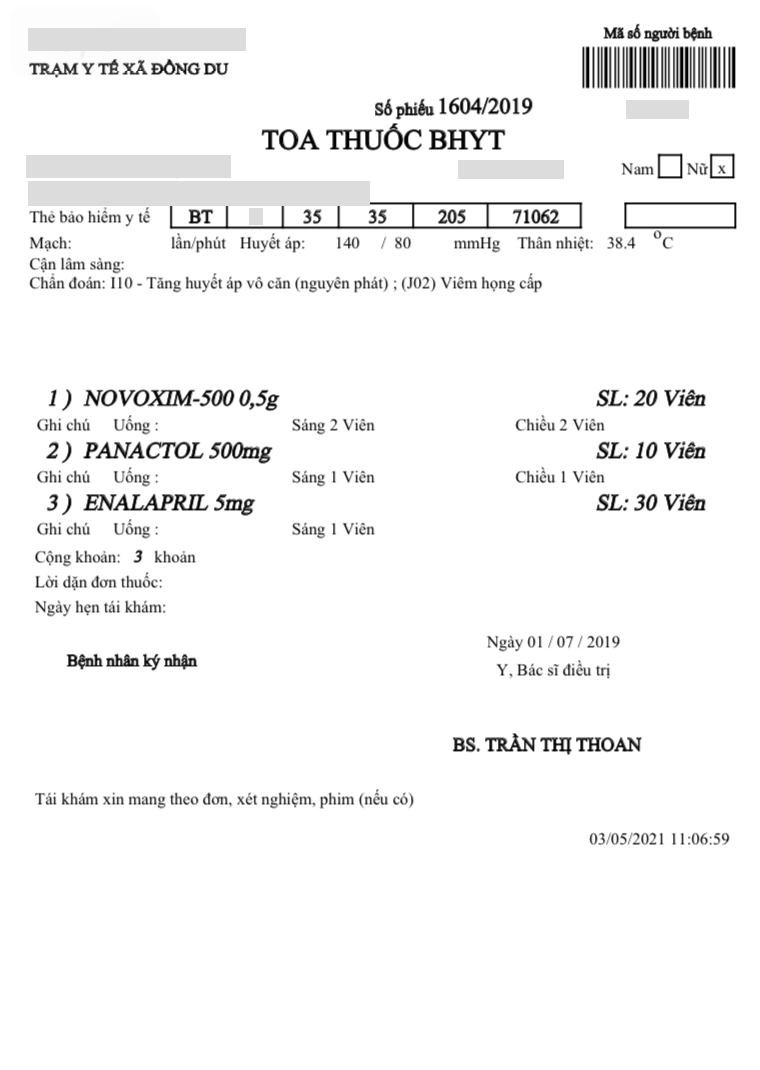 Mã số người bệnh
TRẠM Y TẾ XÃ ĐỒNG DU
Số phiếu 1604/2019
TOA THUỐC BHYT
Nam Nữ x
Thẻ bảo hiểm y tế BT 35 35 205 71062
Mạch: lần/phút Huyết áp: 140 / 80 mmHg Thân nhiệt: 38.4 °C
Cận lâm sàng:
Chẩn đoán: I10 - Tăng huyết áp vô căn (nguyên phát) ; (J02) Viêm họng cấp
1 ) NOVOXIM-500 0,5g SL: 20 Viên
Ghi chú Uống : Sáng 2 Viên Chiều 2 Viên
2 ) PANACTOL 500mg SL: 10 Viên
Ghi chú Uống : Sáng 1 Viên Chiều 1 Viên
3 ) ENALAPRIL 5mg SL: 30 Viên
Ghi chú Uống : Sáng 1 Viên
Cộng khoản: 3 khoản
Lời dặn đơn thuốc:
Ngày hẹn tái khám:
Ngày 01 / 07 / 2019
Bệnh nhân ký nhận
Y, Bác sĩ điều trị
BS. TRẦN THỊ THOAN
Tái khám xin mang theo đơn, xét nghiệm, phim (nếu có)
03/05/2021 11:06:59